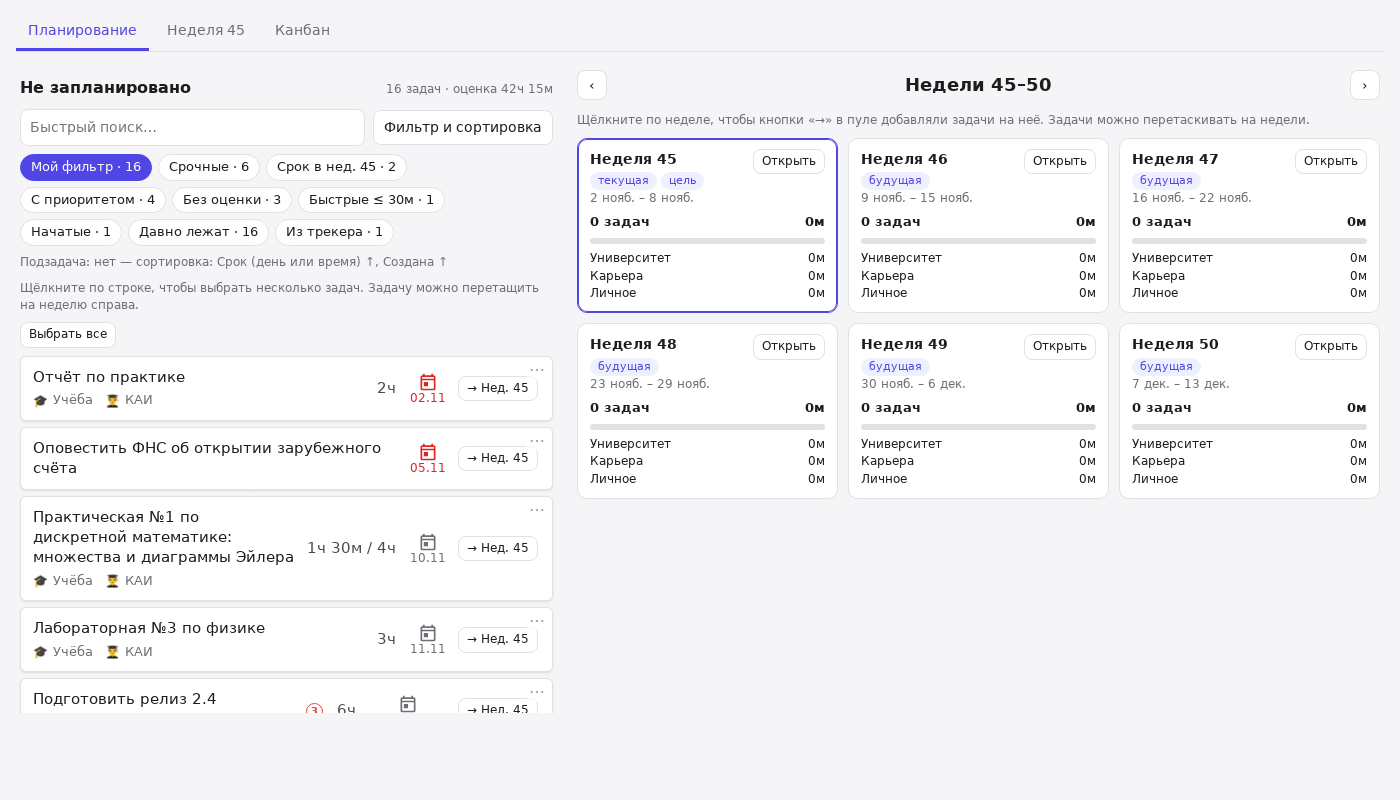 Планирование
Неделя 45
Канбан
Не запланировано
16 задач · оценка 42ч 15м
Быстрый поиск…
Фильтр и сортировка
Мой фильтр · 16
Срочные · 6
Срок в нед. 45 · 2
С приоритетом · 4
Без оценки · 3
Быстрые ≤ 30м · 1
Начатые · 1
Давно лежат · 16
Из трекера · 1
Подзадача: нет — сортировка: Срок (день или время) ↑, Создана ↑
Щёлкните по строке, чтобы выбрать несколько задач. Задачу можно перетащить
на неделю справа.
Выбрать все
Отчёт по практике
Учёба
КАИ
2ч
02.11
→ Нед. 45
Оповестить ФНС об открытии зарубежного
счёта
05.11
→ Нед. 45
Практическая №1 по
дискретной математике:
множества и диаграммы Эйлера
Учёба
КАИ
1ч 30м / 4ч
10.11
→ Нед. 45
Лабораторная №3 по физике
Учёба
КАИ
3ч
11.11
→ Нед. 45
Подготовить релиз 2.4
3
6ч
→ Нед. 45
‹
Недели 45–50
›
Щёлкните по неделе, чтобы кнопки «→» в пуле добавляли задачи на неё. Задачи можно перетаскивать на недели.
Неделя 45
Открыть
текущая
цель
2 нояб. – 8 нояб.
0 задач
0м
Университет 0м
Карьера 0м
Личное 0м
Неделя 46
Открыть
будущая
9 нояб. – 15 нояб.
0 задач
0м
Университет 0м
Карьера 0м
Личное 0м
Неделя 47
Открыть
будущая
16 нояб. – 22 нояб.
0 задач
0м
Университет 0м
Карьера 0м
Личное 0м
Неделя 48
Открыть
будущая
23 нояб. – 29 нояб.
0 задач
0м
Университет 0м
Карьера 0м
Личное 0м
Неделя 49
Открыть
будущая
30 нояб. – 6 дек.
0 задач
0м
Университет 0м
Карьера 0м
Личное 0м
Неделя 50
Открыть
будущая
7 дек. – 13 дек.
0 задач
0м
Университет 0м
Карьера 0м
Личное 0м